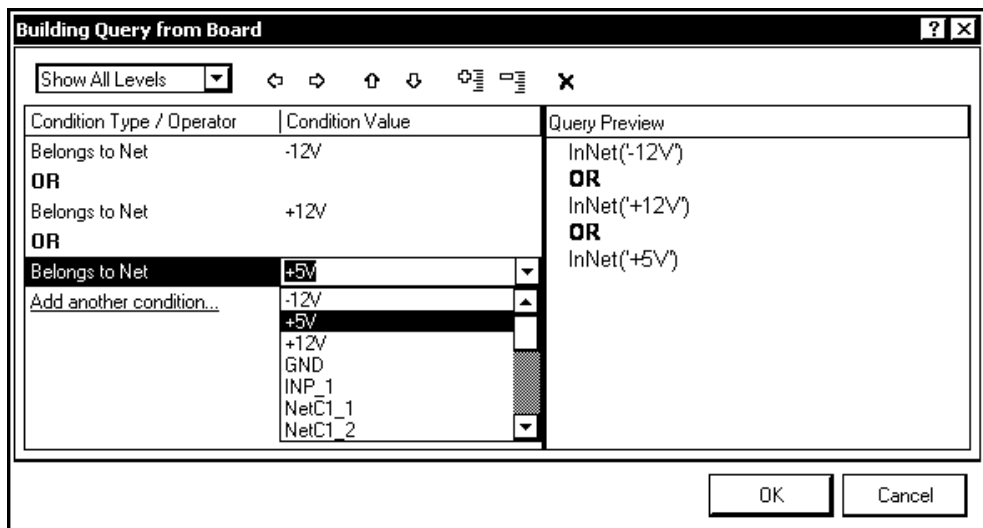 Building Query from Board
Show All Levels
Condition Type / Operator Condition Value
Query Preview
Belongs to Net -12V
OR
Belongs to Net +12V
OR
Belongs to Net +5V
Add another condition...
-12V
+5V
+12V
GND
INP_1
NetC1_1
NetC1_2
InNet('-12V')
OR
InNet('+12V')
OR
InNet('+5V')
OK
Cancel